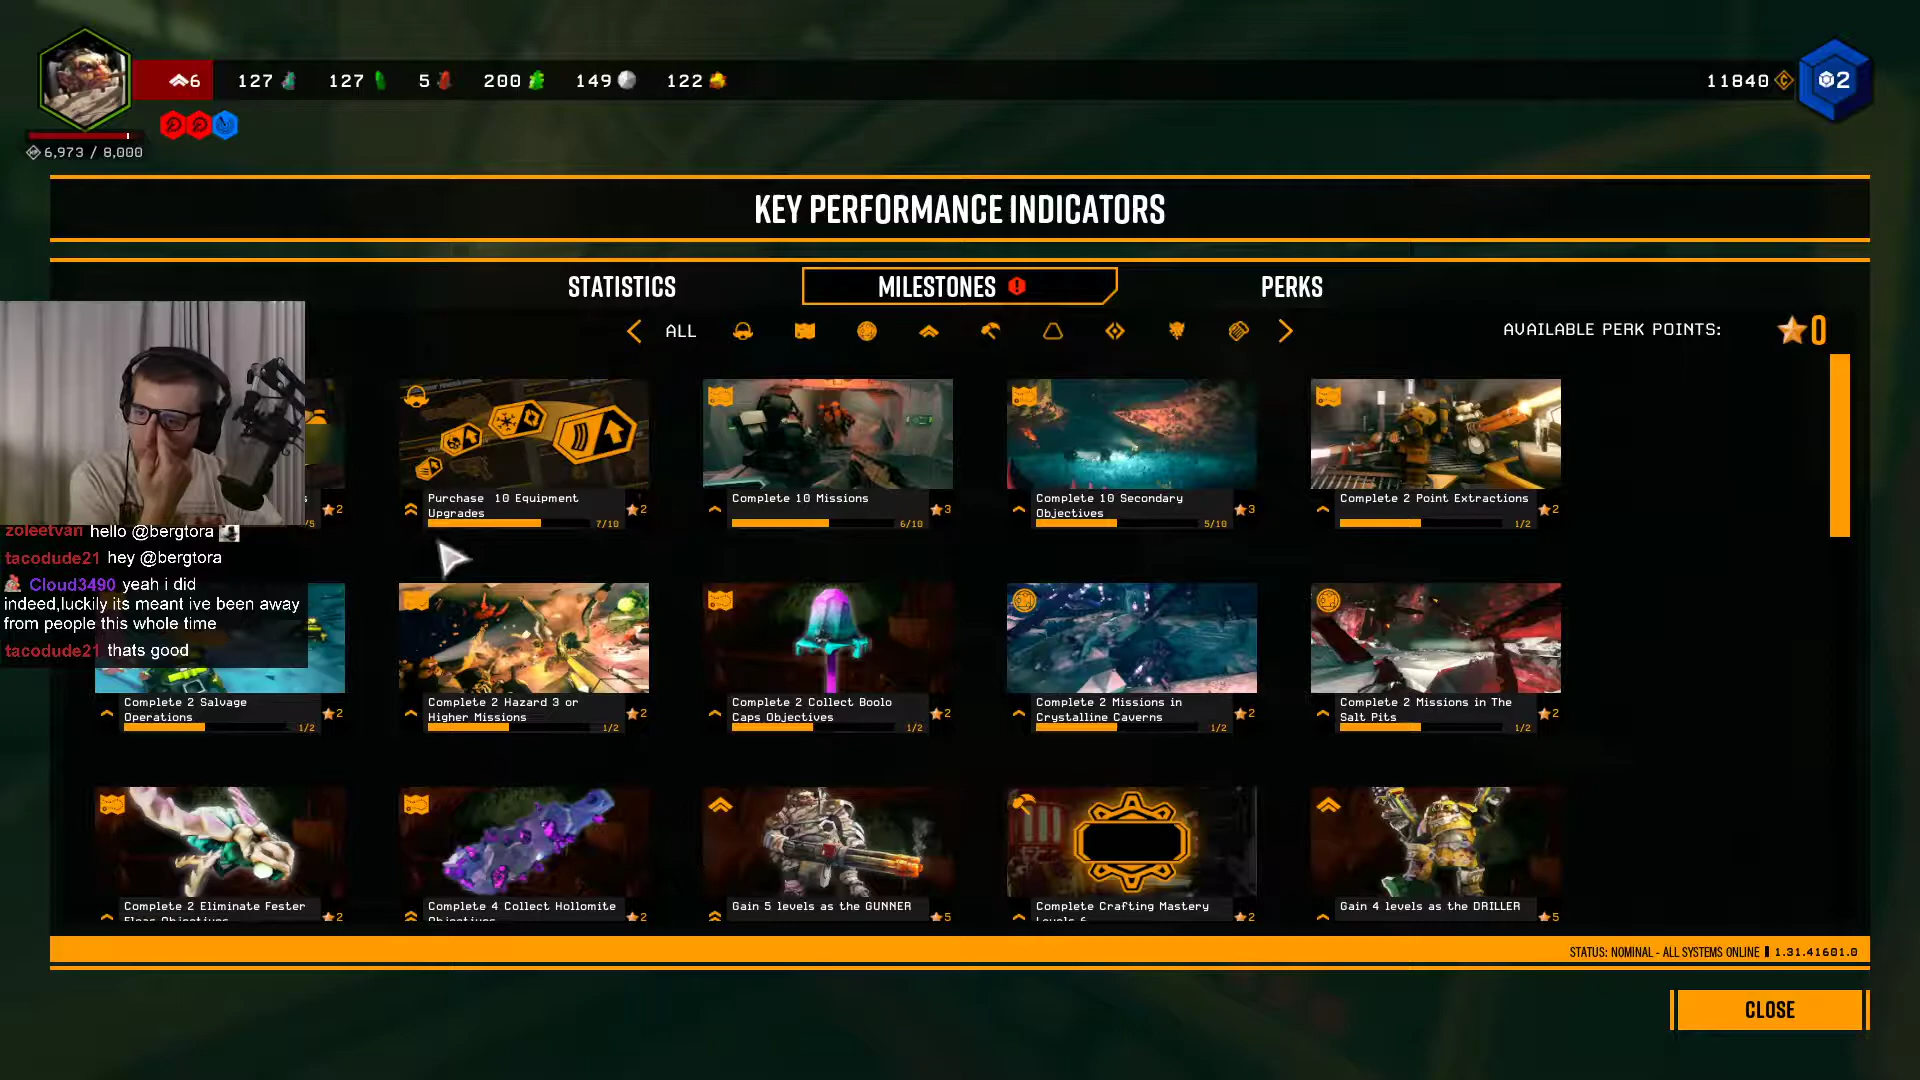 6
127
127
5
200
149
122
11840
2
6,973 / 8,000
KEY PERFORMANCE INDICATORS
STATISTICS
MILESTONES
PERKS
ALL
AVAILABLE PERK POINTS:
0
s
2
/5
Purchase 10 Equipment
Upgrades
2
7/10
Complete 10 Missions
3
6/10
Complete 10 Secondary
Objectives
3
5/10
Complete 2 Point Extractions
2
1/2
zoleetvan hello @bergtora
tacodude21 hey @bergtora
Cloud3490 yeah i did
indeed,luckily its meant ive been away
from people this whole time
tacodude21 thats good
Complete 2 Salvage
Operations
2
1/2
Complete 2 Hazard 3 or
Higher Missions
2
1/2
Complete 2 Collect Boolo
Caps Objectives
2
1/2
Complete 2 Missions in
Crystalline Caverns
2
1/2
Complete 2 Missions in The
Salt Pits
2
1/2
Complete 2 Eliminate Fester
Fleas Objectives
2
Complete 4 Collect Hollomite
Objectives
2
Gain 5 levels as the GUNNER
5
Complete Crafting Mastery
Levels 6
2
Gain 4 levels as the DRILLER
5
STATUS: NOMINAL - ALL SYSTEMS ONLINE
1.31.41601.0
CLOSE